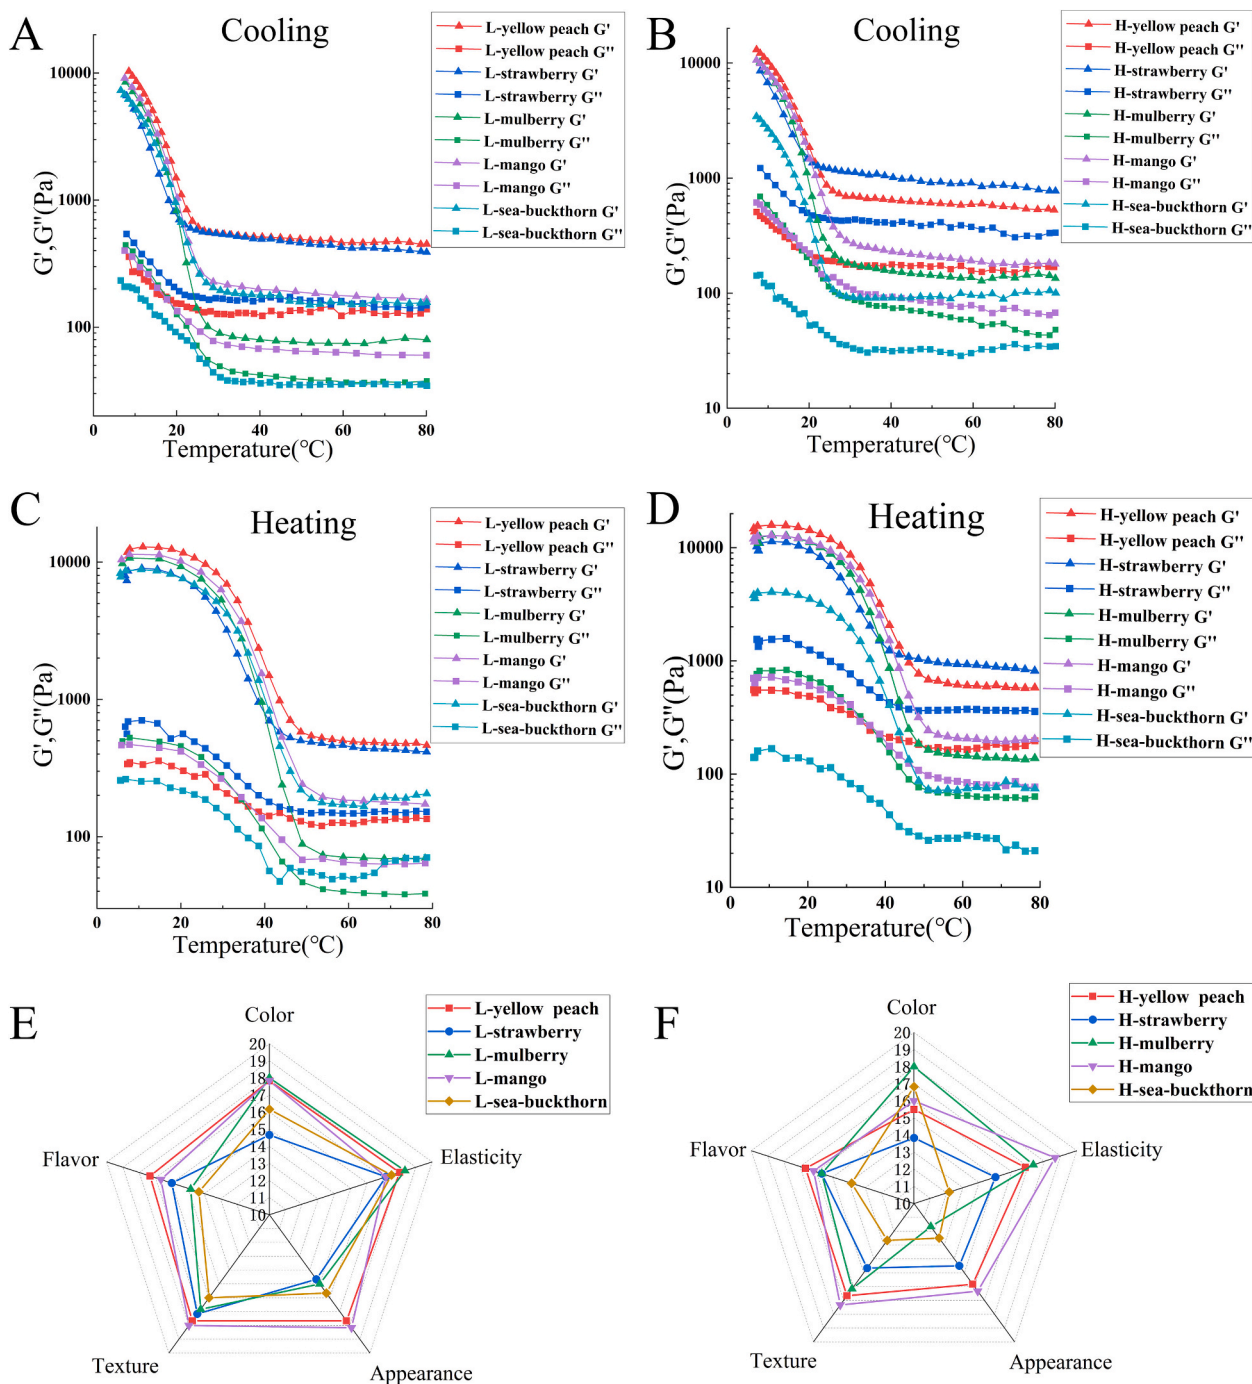 A
Cooling
L-yellow peach G'
L-yellow peach G''
L-strawberry G'
L-strawberry G''
L-mulberry G'
L-mulberry G''
L-mango G'
L-mango G''
L-sea-buckthorn G'
L-sea-buckthorn G''
G',G''(Pa)
10000
1000
100
0
20
40
60
80
Temperature(℃)
B
Cooling
H-yellow peach G'
H-yellow peach G''
H-strawberry G'
H-strawberry G''
H-mulberry G'
H-mulberry G''
H-mango G'
H-mango G''
H-sea-buckthorn G'
H-sea-buckthorn G''
G',G''(Pa)
10000
1000
100
10
0
20
40
60
80
Temperature(℃)
C
Heating
L-yellow peach G'
L-yellow peach G''
L-strawberry G'
L-strawberry G''
L-mulberry G'
L-mulberry G''
L-mango G'
L-mango G''
L-sea-buckthorn G'
L-sea-buckthorn G''
G',G''(Pa)
10000
1000
100
0
20
40
60
80
Temperature(℃)
D
Heating
H-yellow peach G'
H-yellow peach G''
H-strawberry G'
H-strawberry G''
H-mulberry G'
H-mulberry G''
H-mango G'
H-mango G''
H-sea-buckthorn G'
H-sea-buckthorn G''
G',G''(Pa)
10000
1000
100
10
0
20
40
60
80
Temperature(℃)
E
L-yellow peach
L-strawberry
L-mulberry
L-mango
L-sea-buckthorn
Color
20
19
18
17
16
15
14
13
12
11
10
Flavor
Elasticity
Texture
Appearance
F
H-yellow peach
H-strawberry
H-mulberry
H-mango
H-sea-buckthorn
Color
20
19
18
17
16
15
14
13
12
11
10
Flavor
Elasticity
Texture
Appearance